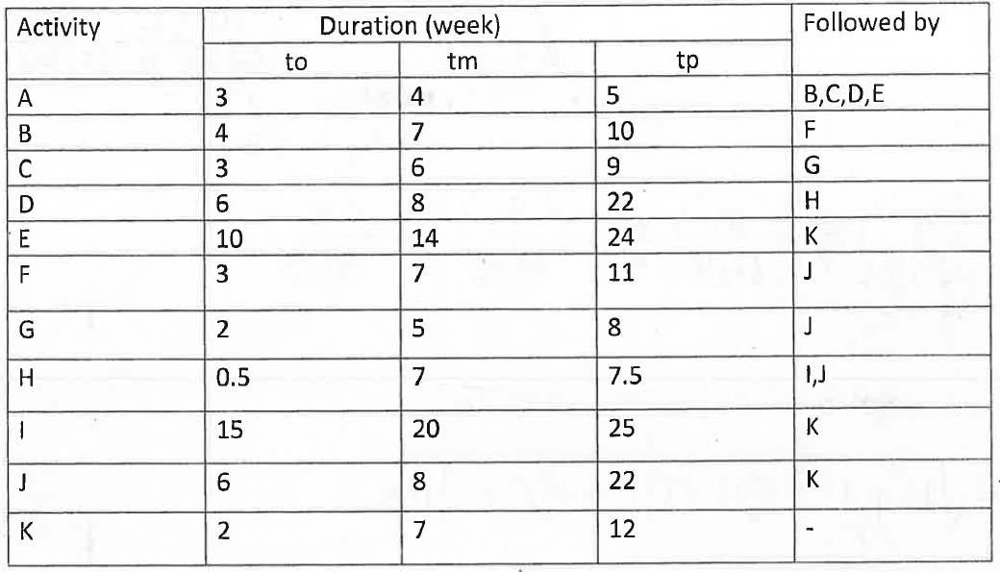 Activity Duration (week) Followed by
to tm tp
A 3 4 5 B,C,D,E
B 4 7 10 F
C 3 6 9 G
D 6 8 22 H
E 10 14 24 K
F 3 7 11 J
G 2 5 8 J
H 0.5 7 7.5 I,J
I 15 20 25 K
J 6 8 22 K
K 2 7 12 -